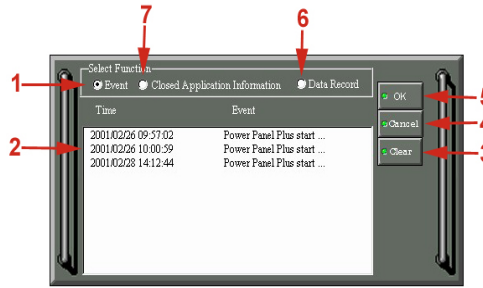 7
6
Select Function
1
Event
Closed Application Information
Data Record
OK
5
Time
Event
Cancel
4
2
2001/02/26 09:57:02 Power Panel Plus start ...
2001/02/26 10:00:59 Power Panel Plus start ...
2001/02/28 14:12:44 Power Panel Plus start ...
Clear
3